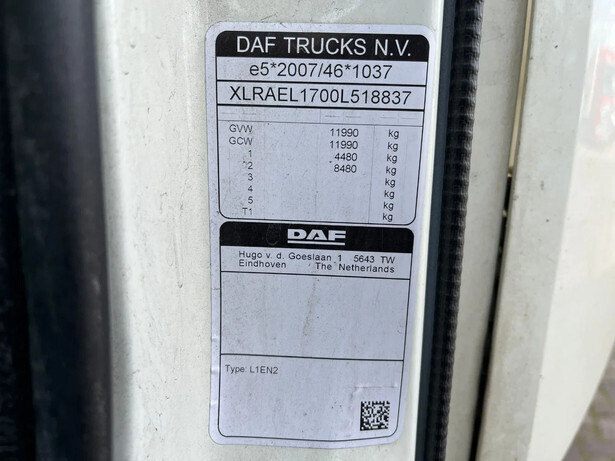 DAF TRUCKS N.V.
e5*2007/46*1037
XLRAEL1700L518837
GVW 11990 kg
GCW 11990 kg
1 4480 kg
2 8480 kg
3 kg
4 kg
5 kg
T1 kg
DAF
Hugo v. d. Goeslaan 1 5643 TW
Eindhoven The Netherlands
Type: L1EN2